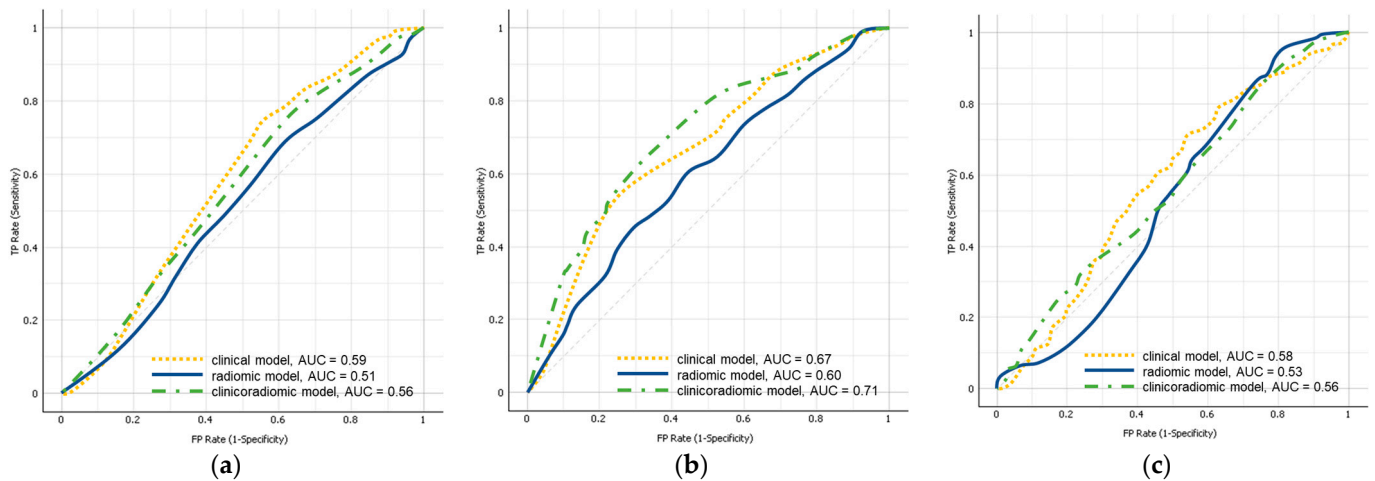 1
0.8
0.6
0.4
0.2
0
TP Rate (Sensitivity)
clinical model, AUC = 0.59
radiomic model, AUC = 0.51
clinicoradiomic model, AUC = 0.56
0 0.2 0.4 0.6 0.8 1
FP Rate (1-Specificity)
(a)
1
0.8
0.6
0.4
0.2
0
TP Rate (Sensitivity)
clinical model, AUC = 0.67
radiomic model, AUC = 0.60
clinicoradiomic model, AUC = 0.71
0 0.2 0.4 0.6 0.8 1
FP Rate (1-Specificity)
(b)
1
0.8
0.6
0.4
0.2
0
TP Rate (Sensitivity)
clinical model, AUC = 0.58
radiomic model, AUC = 0.53
clinicoradiomic model, AUC = 0.56
0 0.2 0.4 0.6 0.8 1
FP Rate (1-Specificity)
(c)